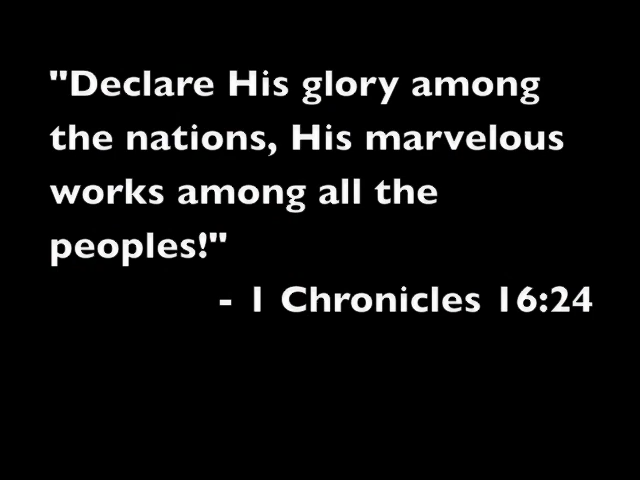 "Declare His glory among
the nations, His marvelous
works among all the
peoples!"
- 1 Chronicles 16:24